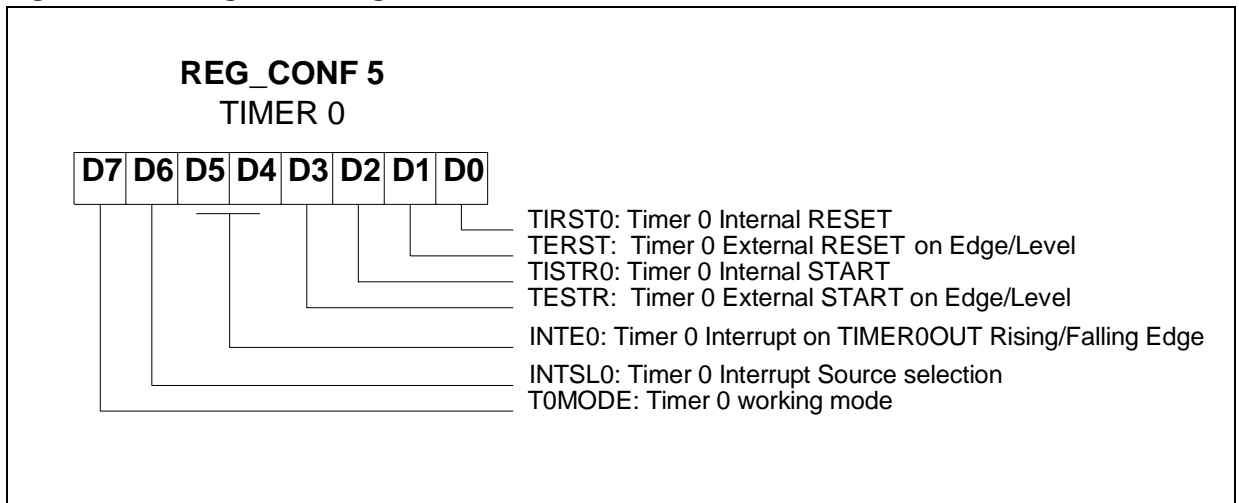 REG_CONF 5
TIMER 0
D7 D6 D5 D4 D3 D2 D1 D0
TIRST0: Timer 0 Internal RESET
TERST: Timer 0 External RESET on Edge/Level
TISTR0: Timer 0 Internal START
TESTR: Timer 0 External START on Edge/Level
INTE0: Timer 0 Interrupt on TIMER0OUT Rising/Falling Edge
INTSL0: Timer 0 Interrupt Source selection
T0MODE: Timer 0 working mode